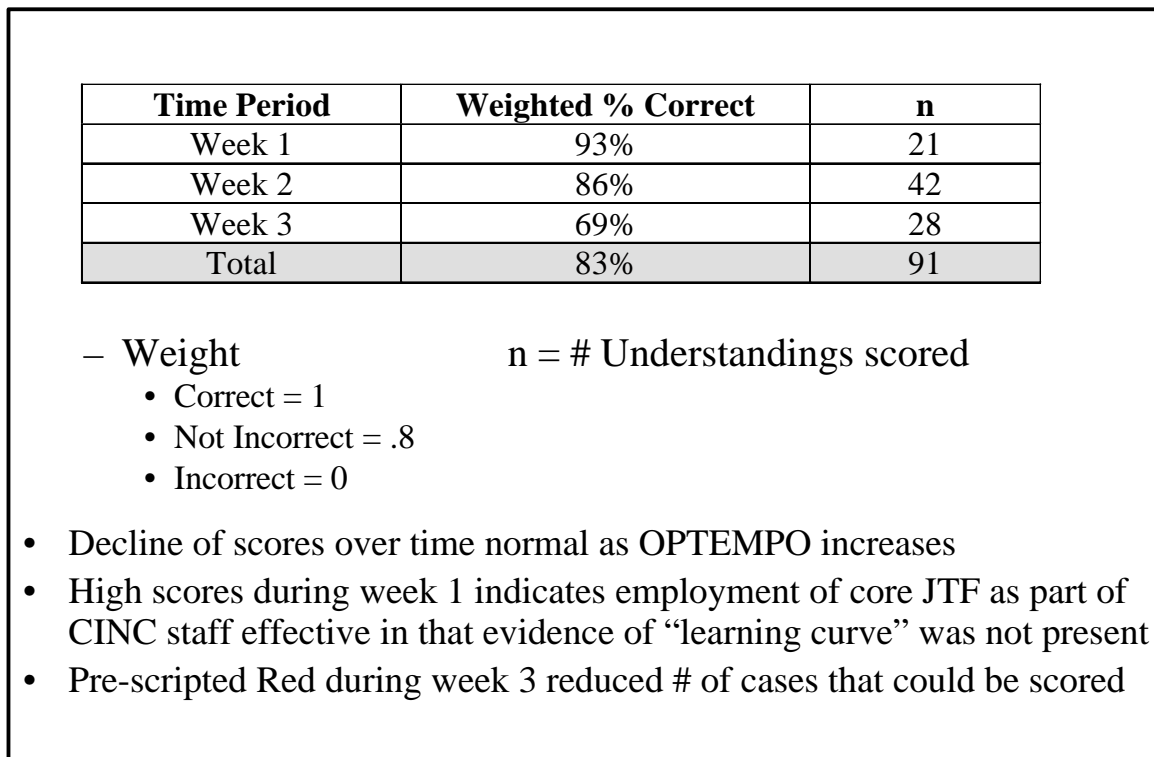 Time Period Weighted % Correct n
Week 1 93% 21
Week 2 86% 42
Week 3 69% 28
Total 83% 91
– Weight n = # Understandings scored
• Correct = 1
• Not Incorrect = .8
• Incorrect = 0
• Decline of scores over time normal as OPTEMPO increases
• High scores during week 1 indicates employment of core JTF as part of
CINC staff effective in that evidence of “learning curve” was not present
• Pre-scripted Red during week 3 reduced # of cases that could be scored